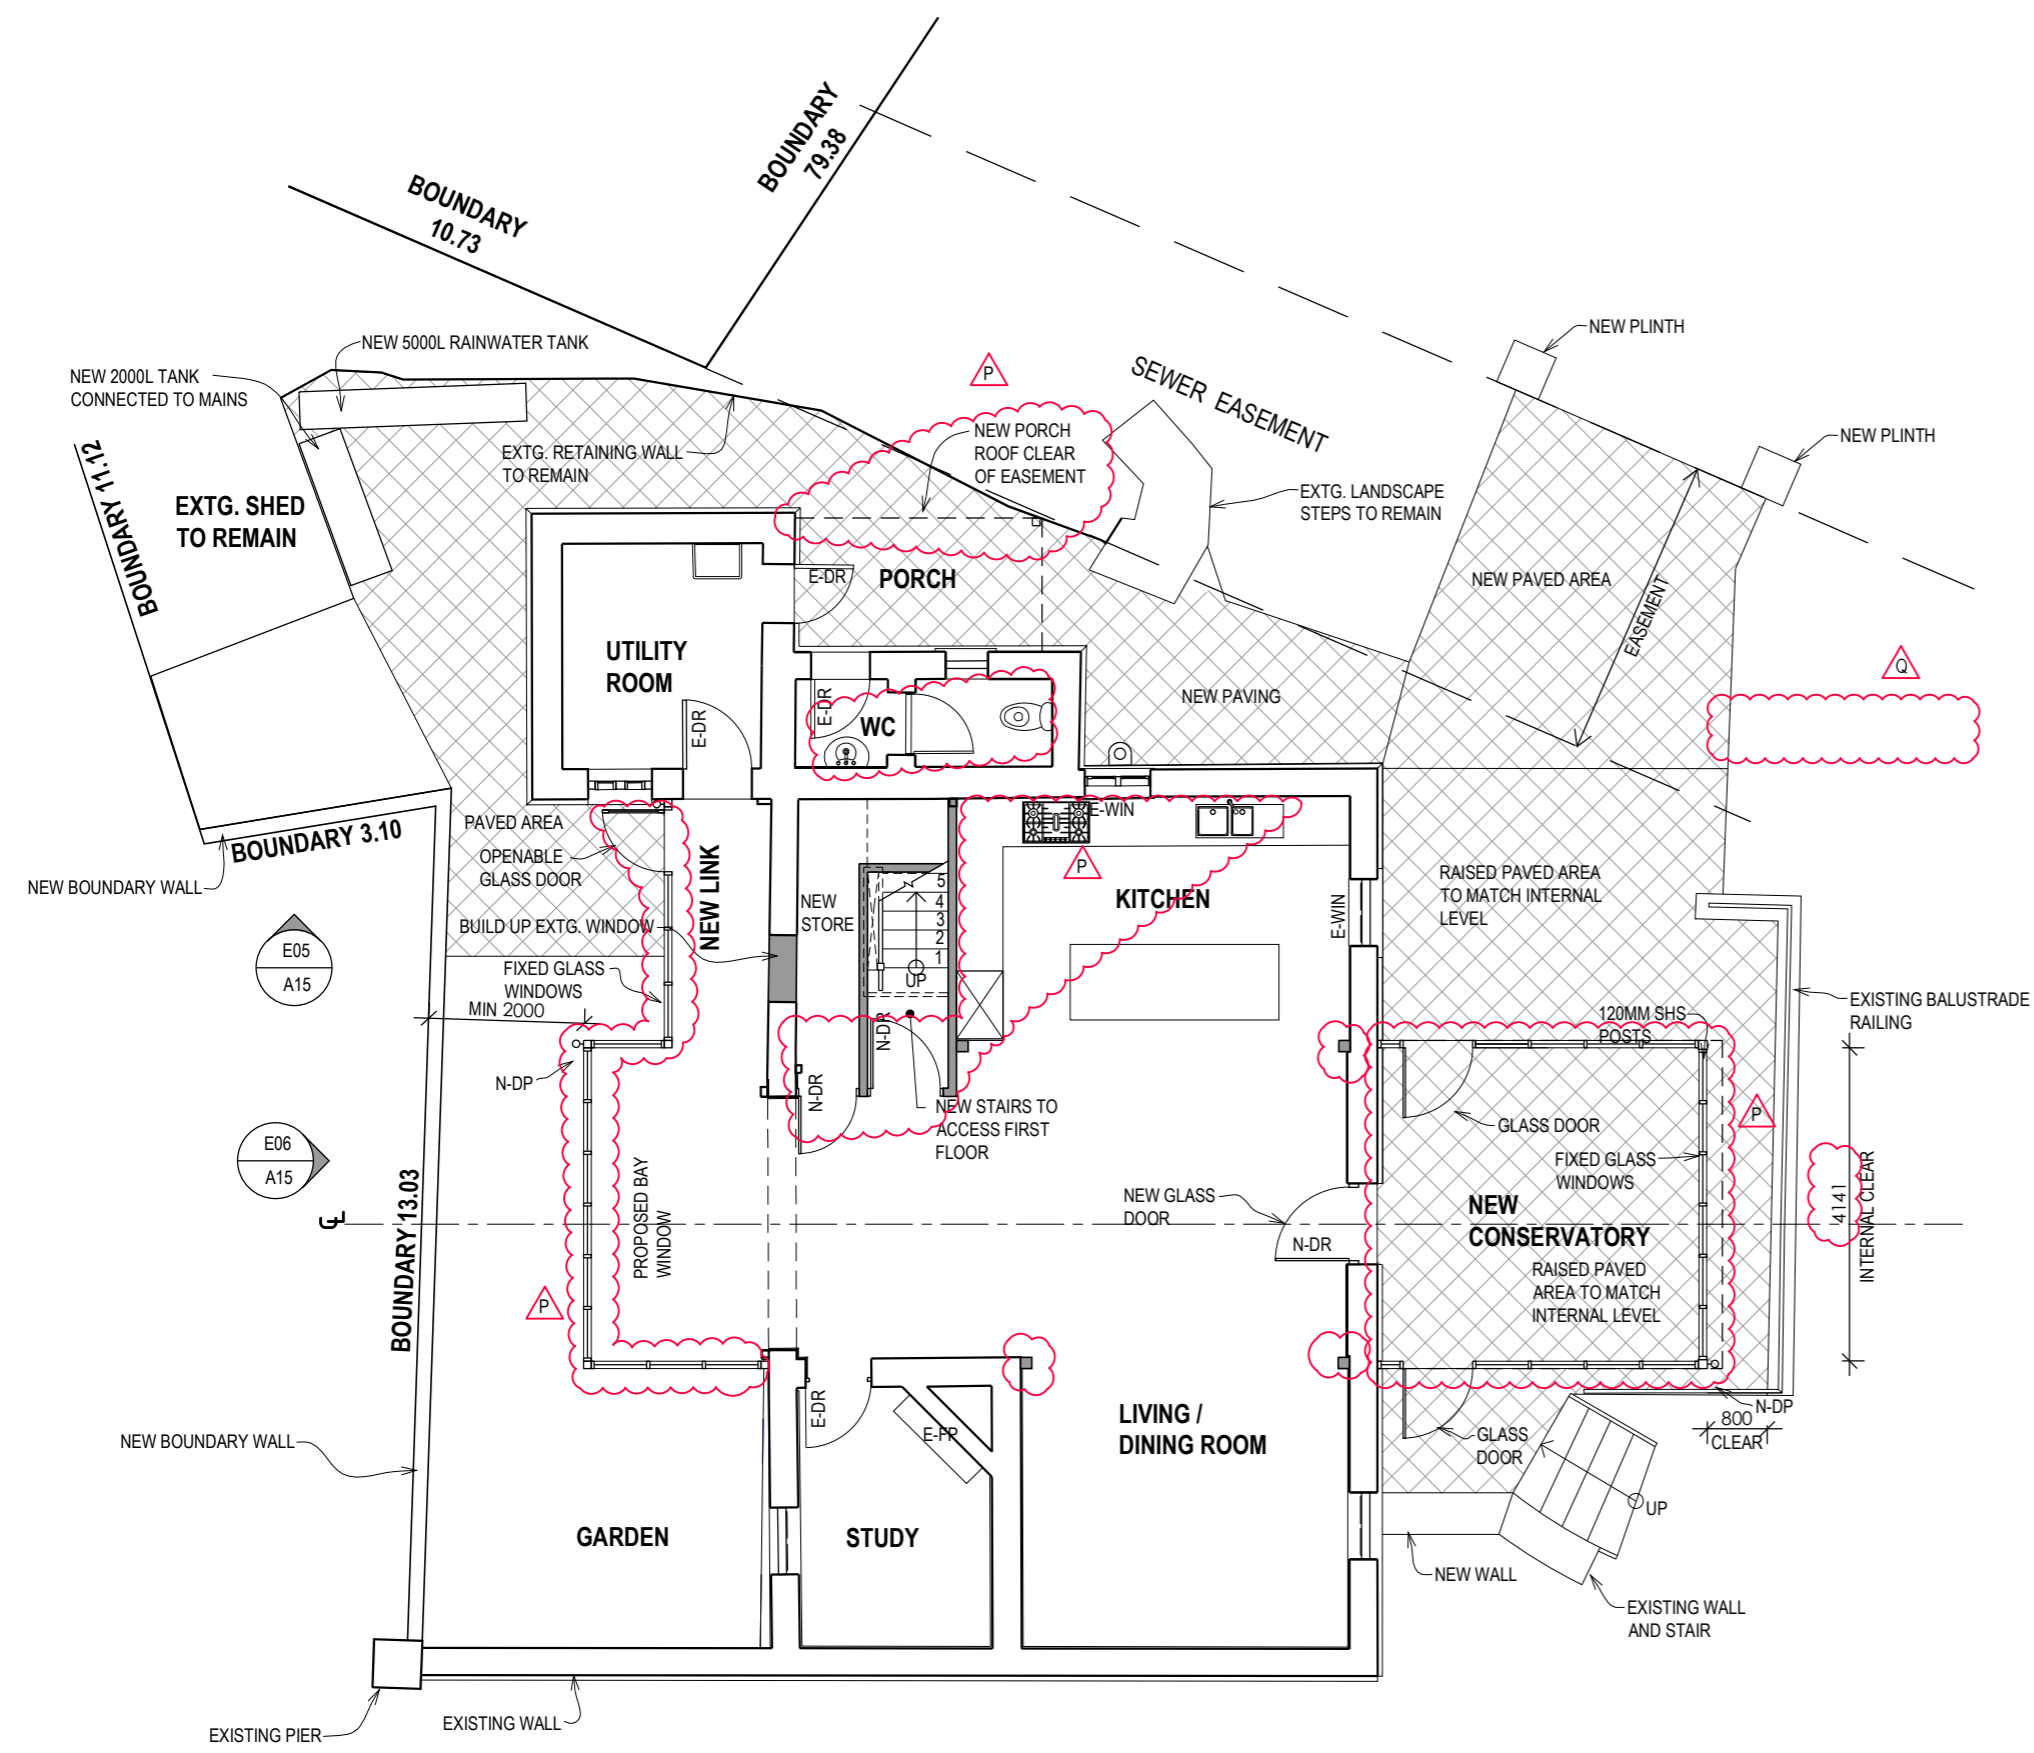 BOUNDARY
79.38
BOUNDARY
10.73
NEW 5000L RAINWATER TANK
NEW 2000L TANK
CONNECTED TO MAINS
BOUNDARY 11.12
EXTG. SHED
TO REMAIN
EXTG. RETAINING WALL
TO REMAIN
P
NEW PORCH
ROOF CLEAR
OF EASEMENT
SEWER EASEMENT
NEW PLINTH
NEW PLINTH
EXTG. LANDSCAPE
STEPS TO REMAIN
NEW PAVED AREA
EASEMENT
E-DR
PORCH
UTILITY
ROOM
E-DR
E-DR
WC
NEW PAVING
Q
PAVED AREA
OPENABLE
GLASS DOOR
BOUNDARY 3.10
NEW BOUNDARY WALL
BUILD UP EXTG. WINDOW
NEW LINK
NEW
STORE
5
4
3
2
1
UP
E-WIN
P
KITCHEN
E-WIN
RAISED PAVED AREA
TO MATCH INTERNAL
LEVEL
E05
A15
FIXED GLASS
WINDOWS
MIN 2000
N-DP
N-DR
N-DR
NEW STAIRS TO
ACCESS FIRST
FLOOR
120MM SHS
POSTS
EXISTING BALUSTRADE
RAILING
GLASS DOOR
P
FIXED GLASS
WINDOWS
E06
A15
BOUNDARY 13.03
PROPOSED BAY
WINDOW
P
NEW GLASS
DOOR
N-DR
NEW
CONSERVATORY
RAISED PAVED
AREA TO MATCH
INTERNAL LEVEL
4141
INTERNAL CLEAR
E-DR
E-FP
LIVING /
DINING ROOM
GLASS
DOOR
N-DP
800
CLEAR
UP
NEW BOUNDARY WALL
GARDEN
STUDY
NEW WALL
EXISTING WALL
AND STAIR
EXISTING PIER
EXISTING WALL